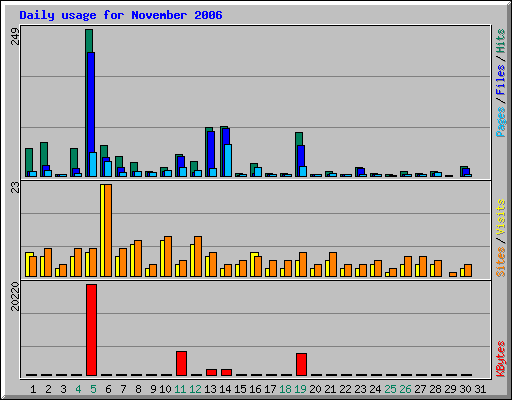 Daily usage for November 2006
249
Pages / Files / Hits
23
Sites / Visits
20220
KBytes
1 2 3 4 5 6 7 8 9 10 11 12 13 14 15 16 17 18 19 20 21 22 23 24 25 26 27 28 29 30 31